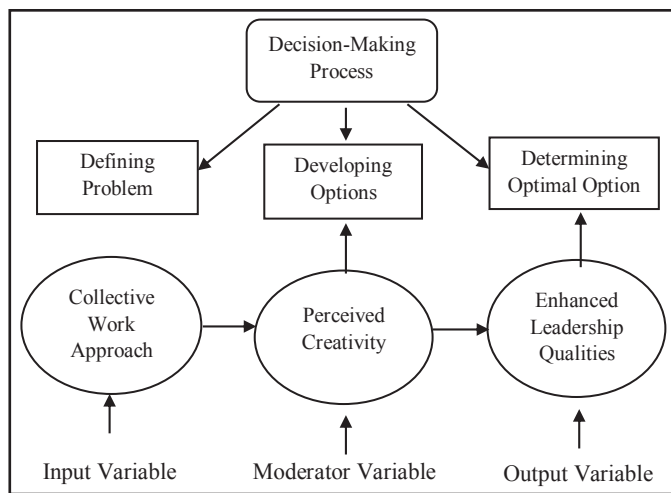 Decision-Making
Process
Defining
Problem
Developing
Options
Determining
Optimal Option
Collective
Work
Approach
Perceived
Creativity
Enhanced
Leadership
Qualities
Input Variable
Moderator Variable
Output Variable